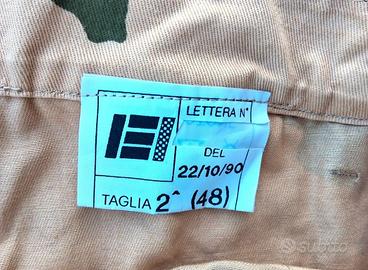 LETTERA N°
DEL
22/10/90
TAGLIA 2^ (48)
subito